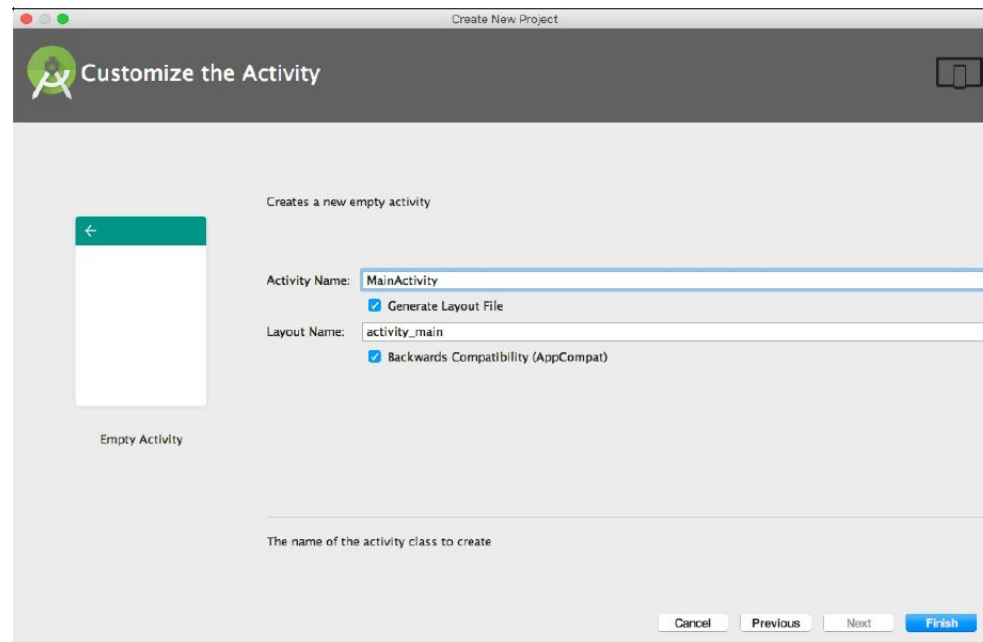 Create New Project
Customize the Activity
Creates a new empty activity
Activity Name: MainActivity
Generate Layout File
Layout Name: activity_main
Backwards Compatibility (AppCompat)
Empty Activity
The name of the activity class to create
Cancel Previous Next Finish